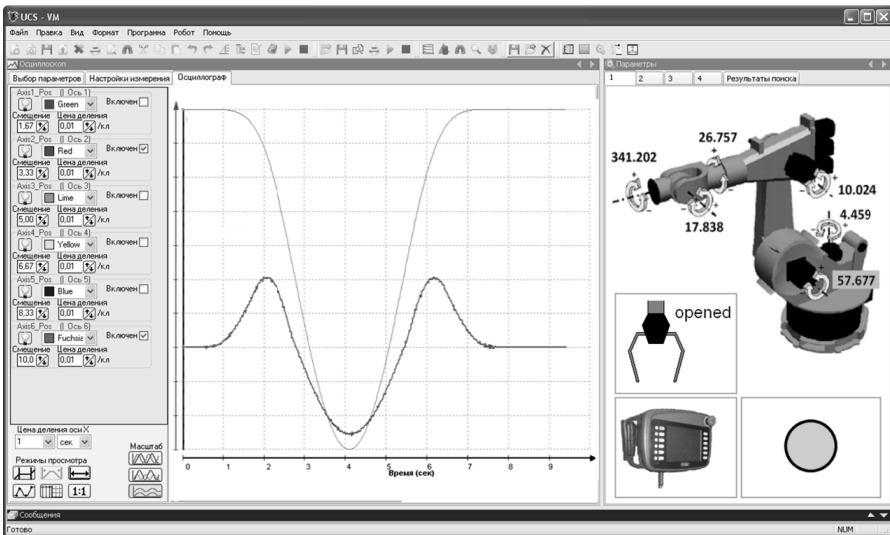 UCS - VM
Файл Правка Вид Формат Программа Робот Помощь
Осциллоскоп
Выбор параметров Настройки измерения Осциллограф
Axis1_Pos (| Ось 1)
Green Включен
Смещение Цена деления
1,67 0,01 /кл
Axis2_Pos (| Ось 2)
Red Включен
Смещение Цена деления
3,33 0,01 /кл
Axis3_Pos (| Ось 3)
Lime Включен
Смещение Цена деления
5,00 0,01 /кл
Axis4_Pos (| Ось 4)
Yellow Включен
Смещение Цена деления
6,67 0,01 /кл
Axis5_Pos (| Ось 5)
Blue Включен
Смещение Цена деления
8,33 0,01 /кл
Axis6_Pos (| Ось 6)
Fuchsia Включен
Смещение Цена деления
10,0 0,01 /кл
Цена деления оси X
1 сек
Масштаб
Режимы просмотра
1:1
0 1 2 3 4 5 6 7 8 9
Время (сек)
Параметры
1 2 3 4 Результаты поиска
26.757
341.202
10.024
4.459
17.838
57.677
opened
Сообщения
Готово
NUM